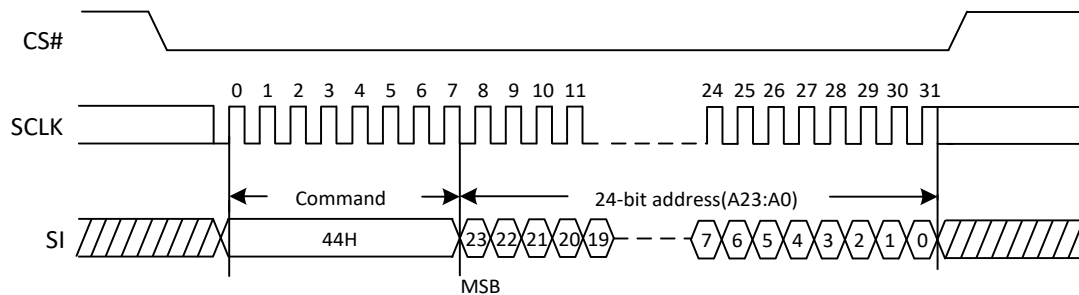 CS#
0 1 2 3 4 5 6 7 8 9 10 11 24 25 26 27 28 29 30 31
SCLK
Command 24-bit address(A23:A0)
SI 44H 23 22 21 20 19 7 6 5 4 3 2 1 0
MSB